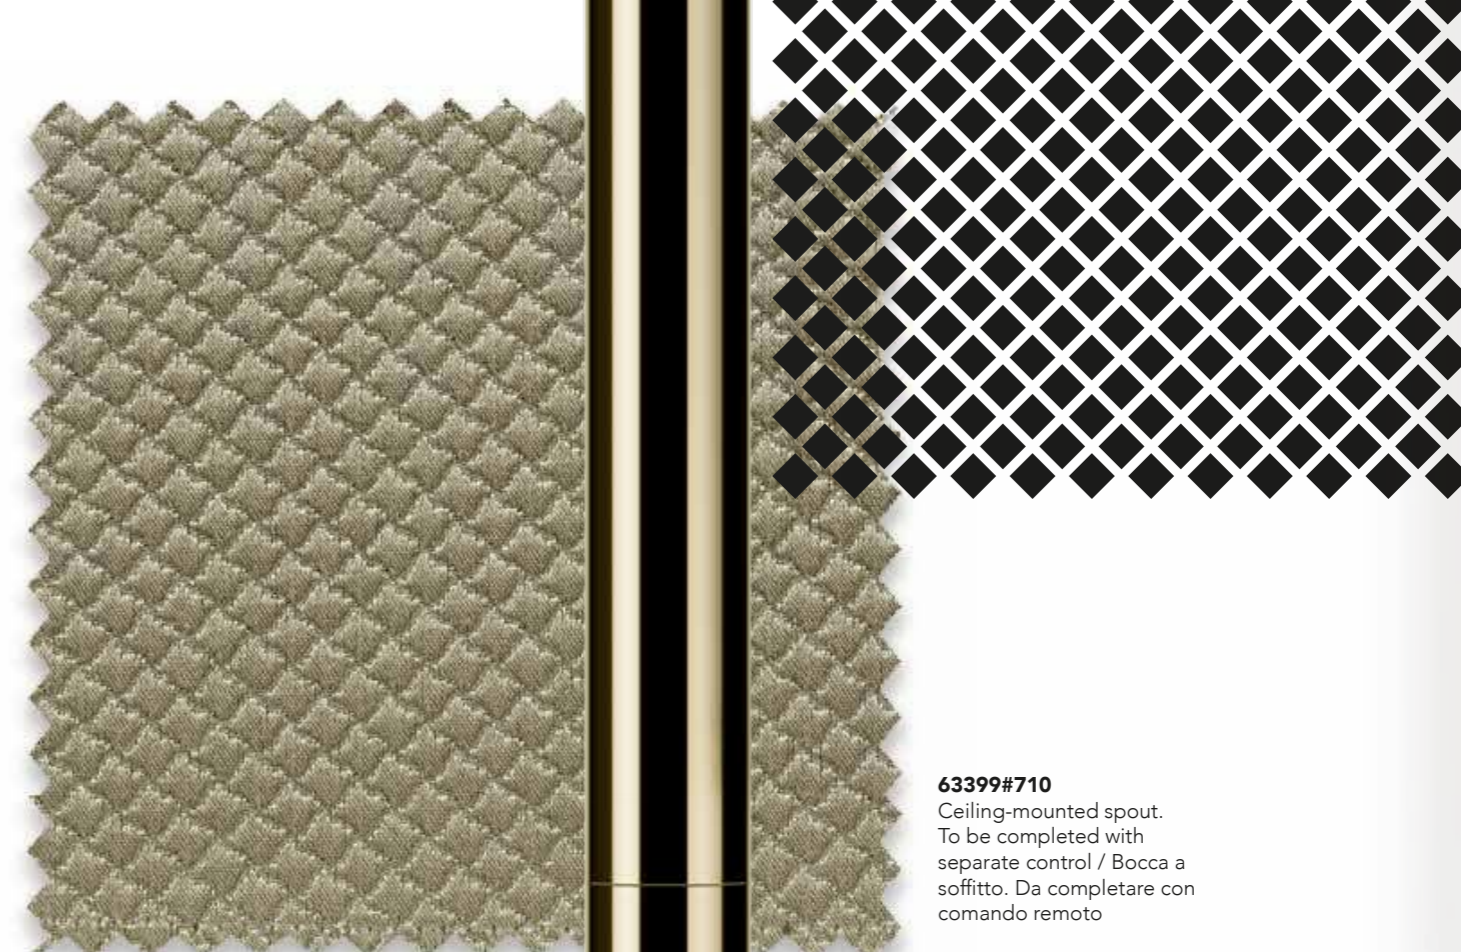 63399#710
Ceiling-mounted spout.
To be completed with
separate control / Bocca a
soffitto. Da completare con
comando remoto